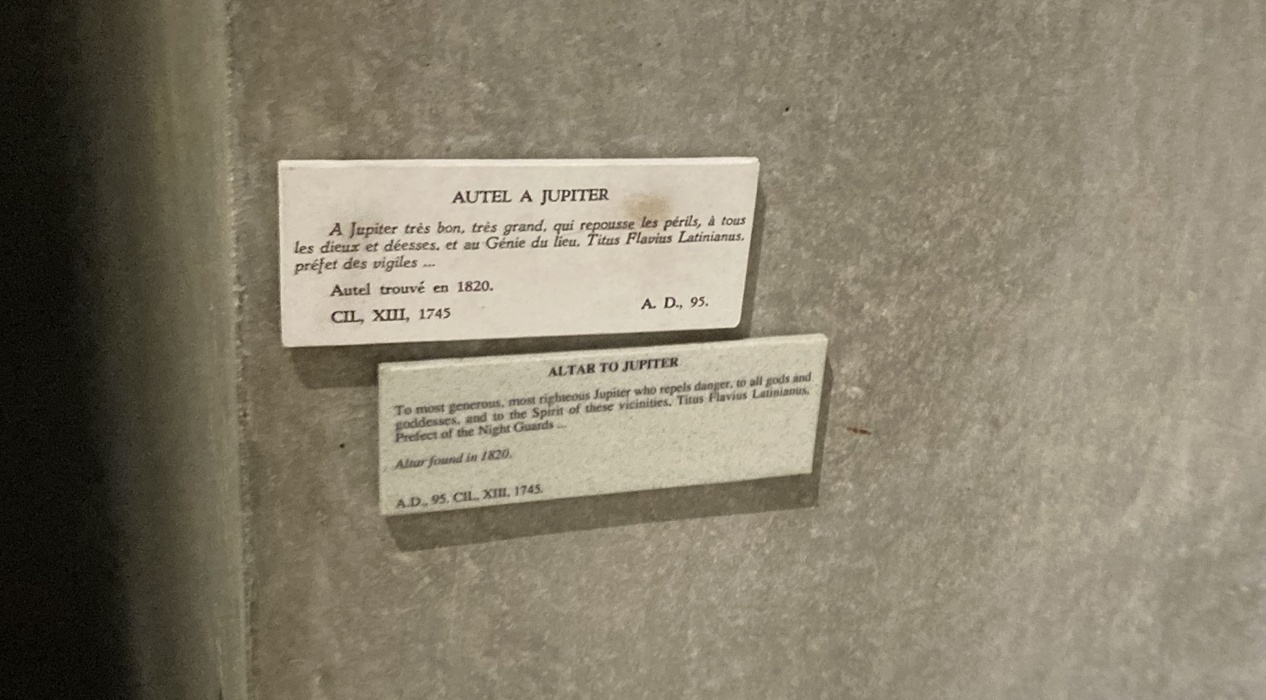 AUTEL A JUPITER
A Jupiter très bon, très grand, qui repousse les périls, à tous
les dieux et déesses, et au Génie du lieu, Titus Flavius Latinianus,
préfet des vigiles ...
Autel trouvé en 1820.
CIL, XIII, 1745
A. D., 95.
ALTAR TO JUPITER
To most generous, most righteous Jupiter who repels danger, to all gods and
goddesses, and to the Spirit of these vicinities, Titus Flavius Latinianus,
Prefect of the Night Guards ...
Altar found in 1820.
A.D., 95. CIL, XIII, 1745.